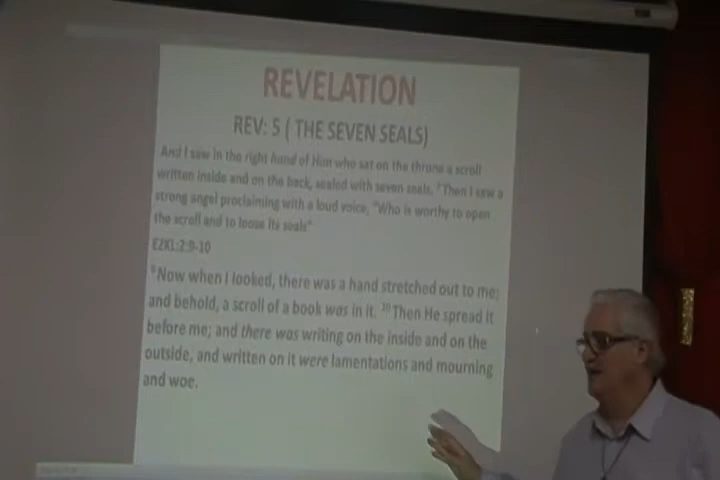 REVELATION
REV: 5 ( THE SEVEN SEALS)
And I saw in the right hand of Him who sat on the throne a scroll
written inside and on the back, sealed with seven seals. ² Then I saw a
strong angel proclaiming with a loud voice, "Who is worthy to open
the scroll and to loose its seals"
EZKL:2:9-10
⁹Now when I looked, there was a hand stretched out to me;
and behold, a scroll of a book was in it. ¹⁰ Then He spread it
before me; and there was writing on the inside and on the
outside, and written on it were lamentations and mourning
and woe.